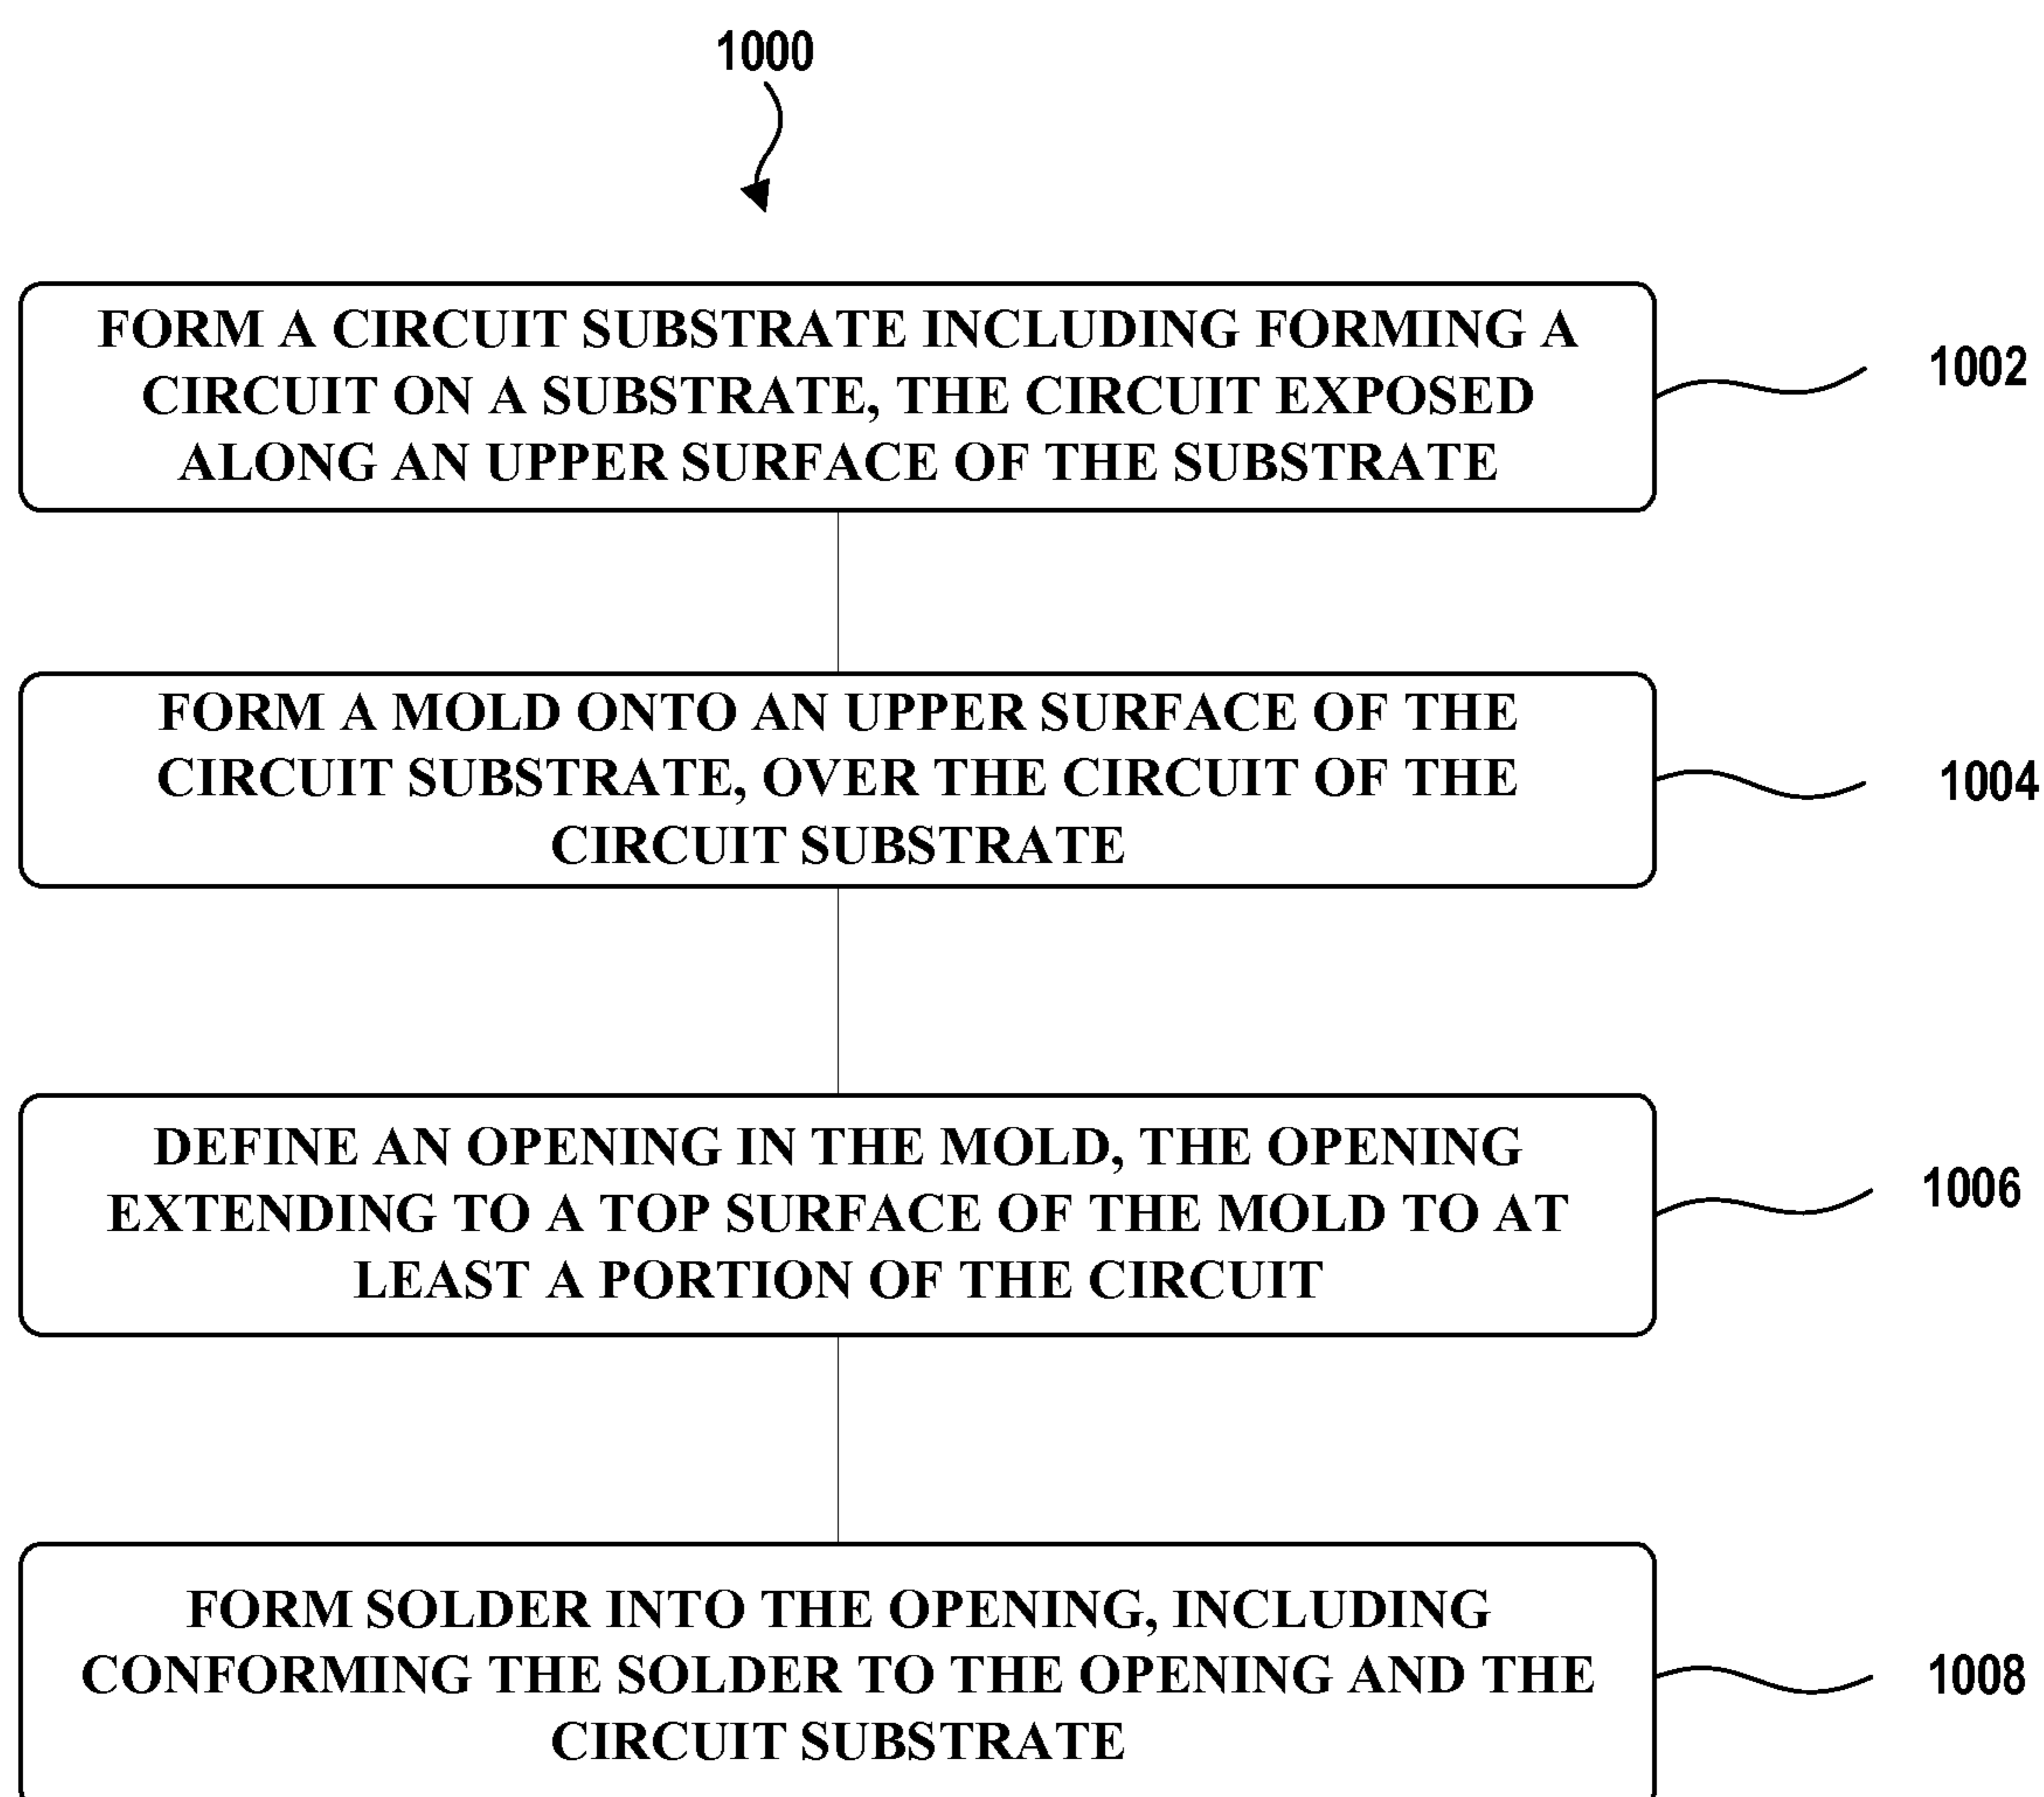 1000
FORM A CIRCUIT SUBSTRATE INCLUDING FORMING A
CIRCUIT ON A SUBSTRATE, THE CIRCUIT EXPOSED
ALONG AN UPPER SURFACE OF THE SUBSTRATE
1002
FORM A MOLD ONTO AN UPPER SURFACE OF THE
CIRCUIT SUBSTRATE, OVER THE CIRCUIT OF THE
CIRCUIT SUBSTRATE
1004
DEFINE AN OPENING IN THE MOLD, THE OPENING
EXTENDING TO A TOP SURFACE OF THE MOLD TO AT
LEAST A PORTION OF THE CIRCUIT
1006
FORM SOLDER INTO THE OPENING, INCLUDING
CONFORMING THE SOLDER TO THE OPENING AND THE
CIRCUIT SUBSTRATE
1008